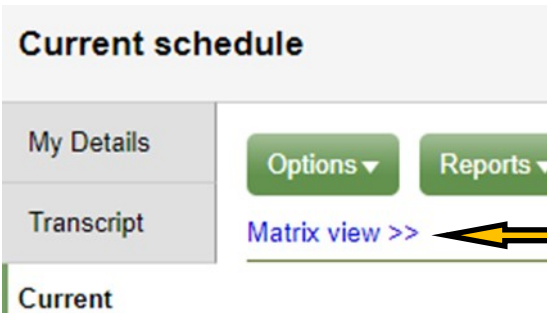 Current schedule
My Details
Options ▾ Reports ▾
Transcript
Matrix view >>
Current